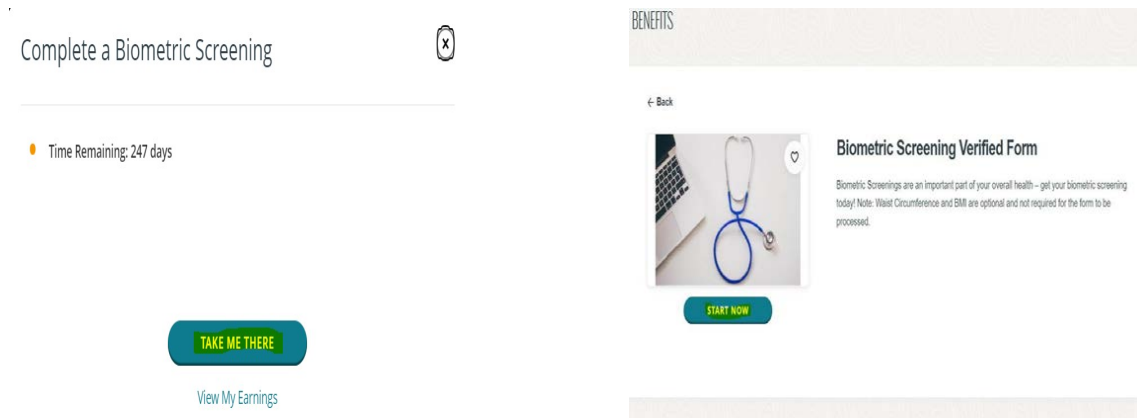 Complete a Biometric Screening
Time Remaining: 247 days
TAKE ME THERE
View My Earnings
BENEFITS
← Back
Biometric Screening Verified Form
Biometric Screenings are an important part of your overall health – get your biometric screening
today! Note: Waist Circumference and BMI are optional and not required for the form to be
processed.
START NOW